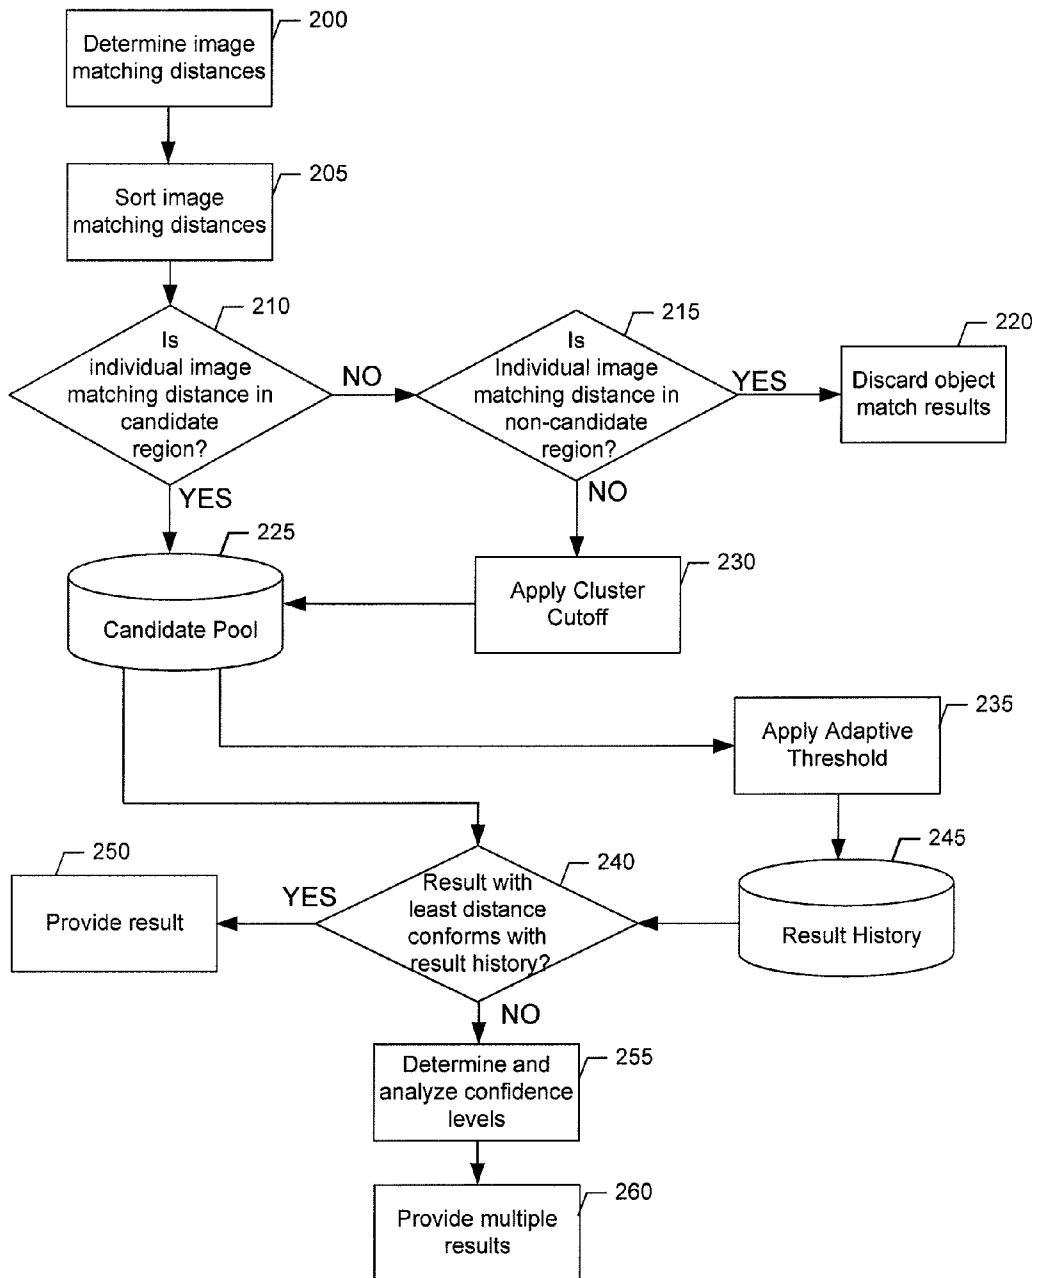 200
Determine image
matching distances
205
Sort image
matching distances
210
Is
individual image
matching distance in
candidate
region?
NO
YES
215
Is
Individual image
matching distance in
non-candidate
region?
YES
NO
220
Discard object
match results
225
Candidate Pool
230
Apply Cluster
Cutoff
235
Apply Adaptive
Threshold
245
Result History
240
Result with
least distance
conforms with
result history?
YES
NO
250
Provide result
255
Determine and
analyze confidence
levels
260
Provide multiple
results